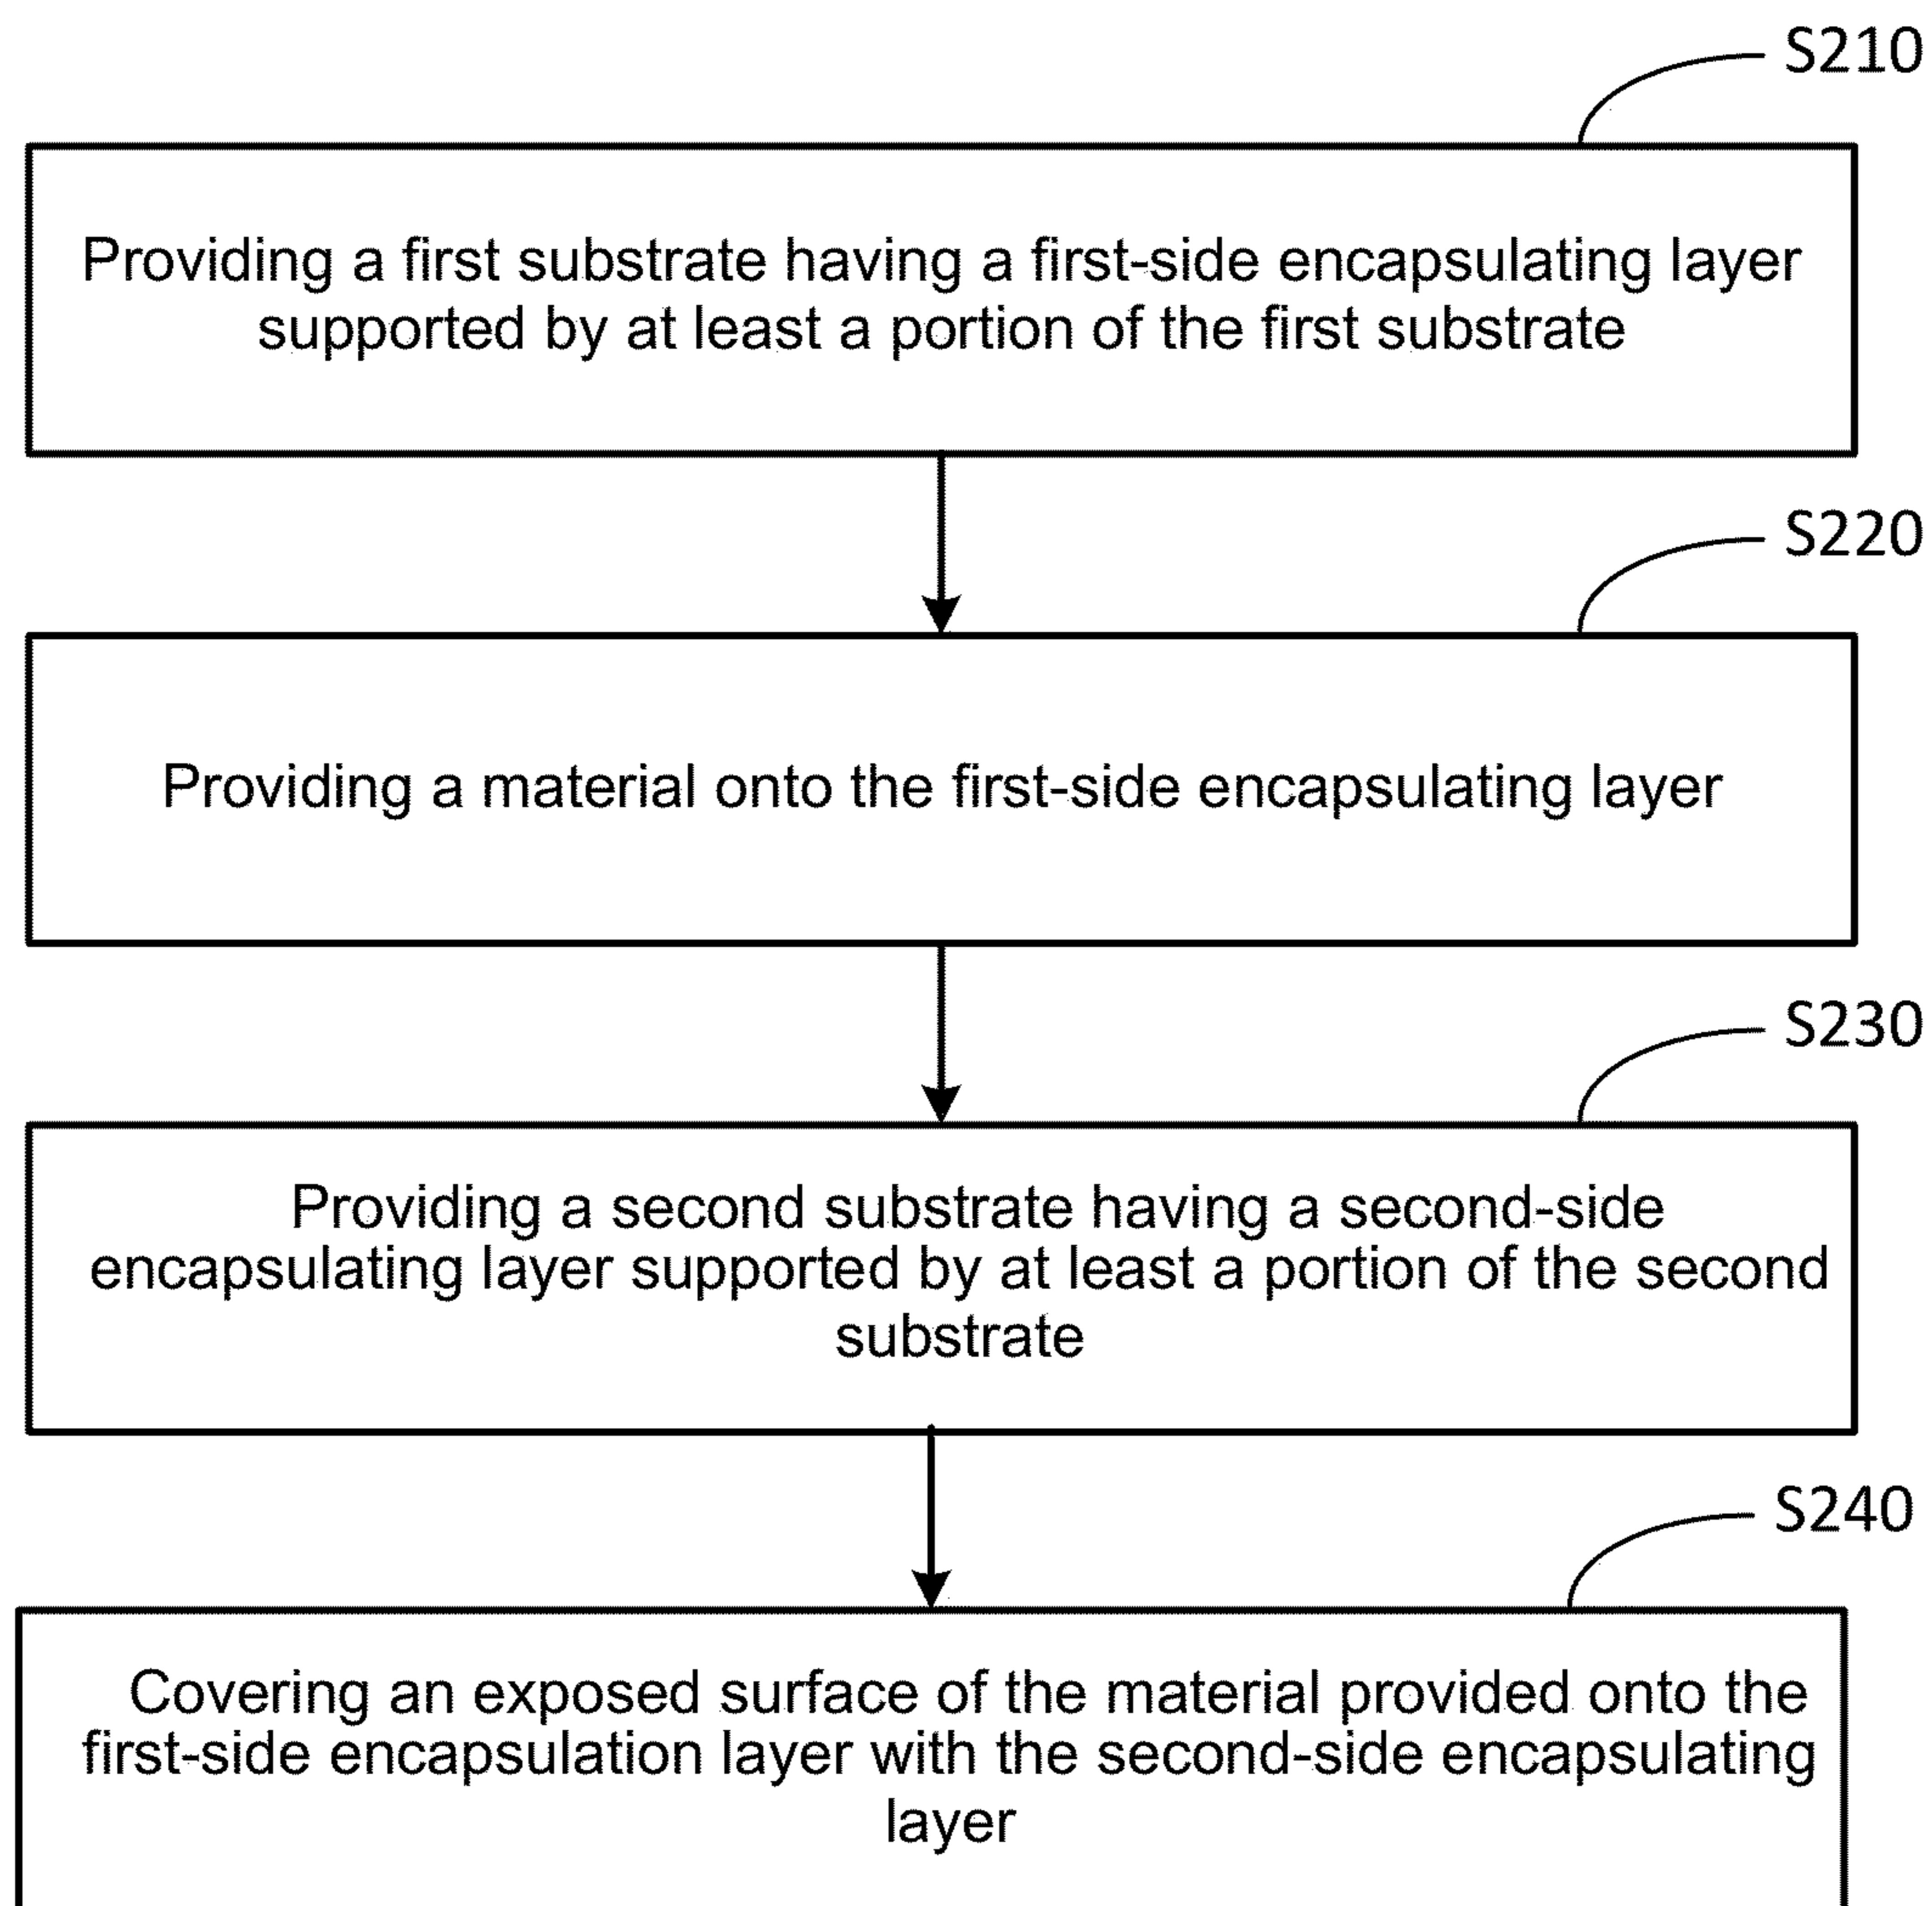 S210
Providing a first substrate having a first-side encapsulating layer
supported by at least a portion of the first substrate
S220
Providing a material onto the first-side encapsulating layer
S230
Providing a second substrate having a second-side
encapsulating layer supported by at least a portion of the second
substrate
S240
Covering an exposed surface of the material provided onto the
first-side encapsulation layer with the second-side encapsulating
layer